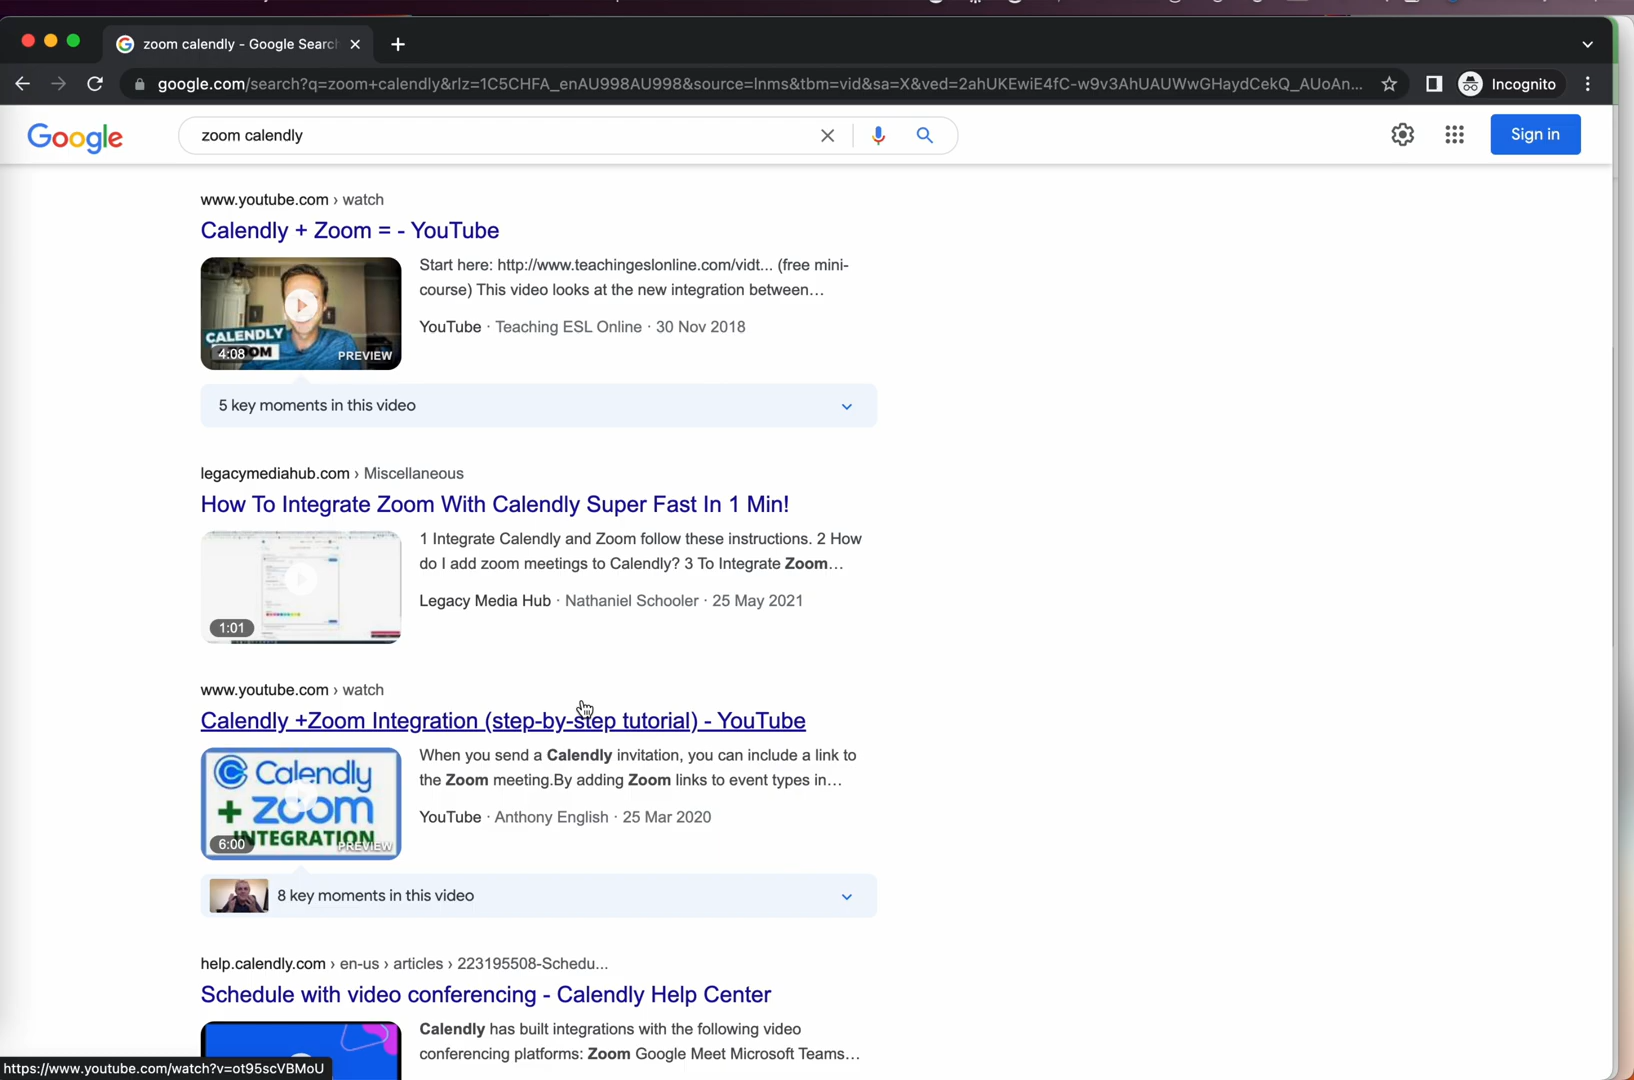 zoom calendly - Google Search
google.com/search?q=zoom+calendly&rlz=1C5CHFA_enAU998AU998&source=lnms&tbm=vid&sa=X&ved=2ahUKEwiE4fC-w9v3AhUAUWwGHaydCekQ_AUoAn...
Incognito
Google
zoom calendly
Sign in
www.youtube.com › watch
Calendly + Zoom = - YouTube
Start here: http://www.teachingeslonline.com/vidt... (free mini-
course) This video looks at the new integration between...
YouTube · Teaching ESL Online · 30 Nov 2018
CALENDLY
4:08
PREVIEW
5 key moments in this video
legacymediahub.com › Miscellaneous
How To Integrate Zoom With Calendly Super Fast In 1 Min!
1 Integrate Calendly and Zoom follow these instructions. 2 How
do I add zoom meetings to Calendly? 3 To Integrate Zoom...
Legacy Media Hub · Nathaniel Schooler · 25 May 2021
1:01
www.youtube.com › watch
Calendly +Zoom Integration (step-by-step tutorial) - YouTube
When you send a Calendly invitation, you can include a link to
the Zoom meeting.By adding Zoom links to event types in...
YouTube · Anthony English · 25 Mar 2020
Calendly
+ zoom
INTEGRATION
6:00
PREVIEW
8 key moments in this video
help.calendly.com › en-us › articles › 223195508-Schedu...
Schedule with video conferencing - Calendly Help Center
Calendly has built integrations with the following video
conferencing platforms: Zoom Google Meet Microsoft Teams...
https://www.youtube.com/watch?v=ot95scVBMoU